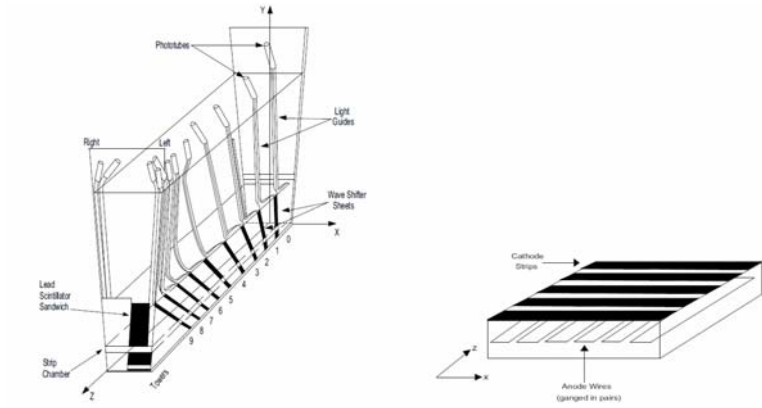 Y
Phototubes
Light
Guides
Right
Left
Wave Shifter
Sheets
X
0
1
2
3
4
5
6
7
8
9
Towers
Lead
Scintillator
Sandwich
Strip
Chamber
Z
Cathode
Strips
Z
X
Anode Wires
(ganged in pairs)